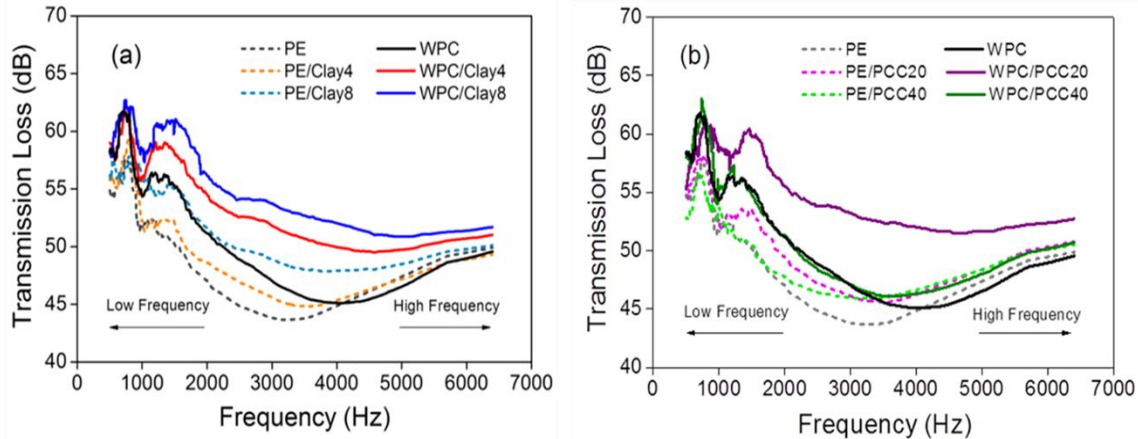 70
65
60
55
50
45
40
Transmission Loss (dB)
(a)
PE
WPC
PE/Clay4
WPC/Clay4
PE/Clay8
WPC/Clay8
Low Frequency
High Frequency
0 1000 2000 3000 4000 5000 6000 7000
Frequency (Hz)
70
65
60
55
50
45
40
Transmission Loss (dB)
(b)
PE
WPC
PE/PCC20
WPC/PCC20
PE/PCC40
WPC/PCC40
Low Frequency
High Frequency
0 1000 2000 3000 4000 5000 6000 7000
Frequency (Hz)